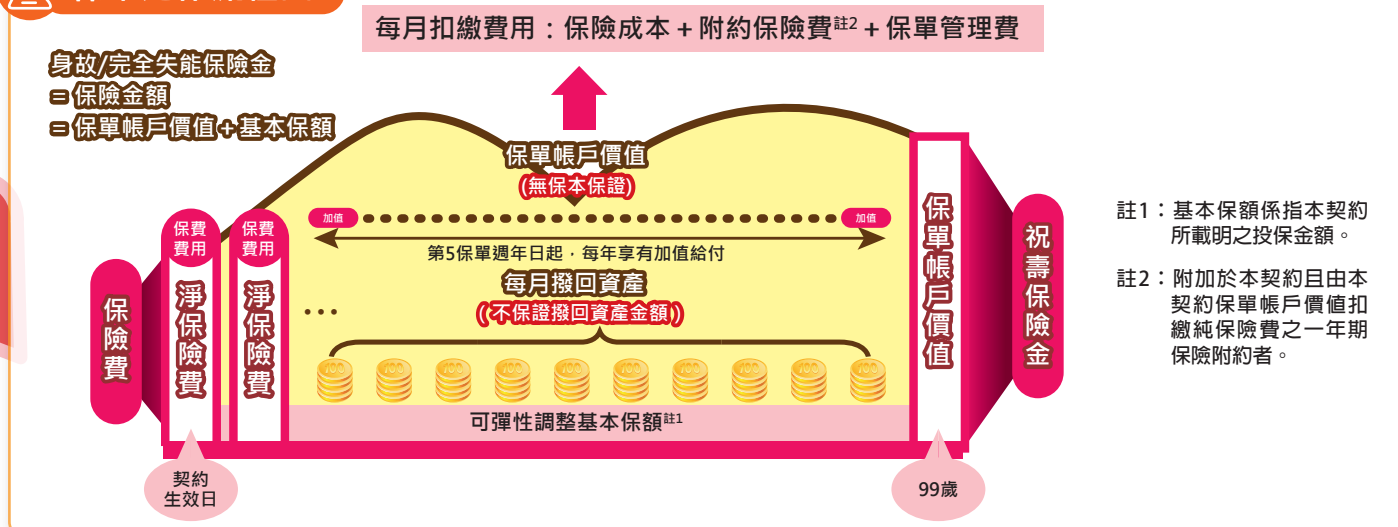 每月扣繳費用：保險成本＋附約保險費註2＋保單管理費
身故/完全失能保險金
＝保險金額
＝保單帳戶價值＋基本保額
保單帳戶價值
(無保本保證)
加值
加值
第5保單週年日起，每年享有加值給付
每月撥回資產
(不保證撥回資產金額)
...
保險費
保費
費用
淨保險費
保費
費用
淨保險費
100 100 100 100 100 100 100 100 100 100
可彈性調整基本保額註1
保單帳戶價值
祝壽保險金
契約
生效日
99歲
註1：基本保額係指本契約
所載明之投保金額。
註2：附加於本契約且由本
契約保單帳戶價值扣
繳純保險費之一年期
保險附約者。